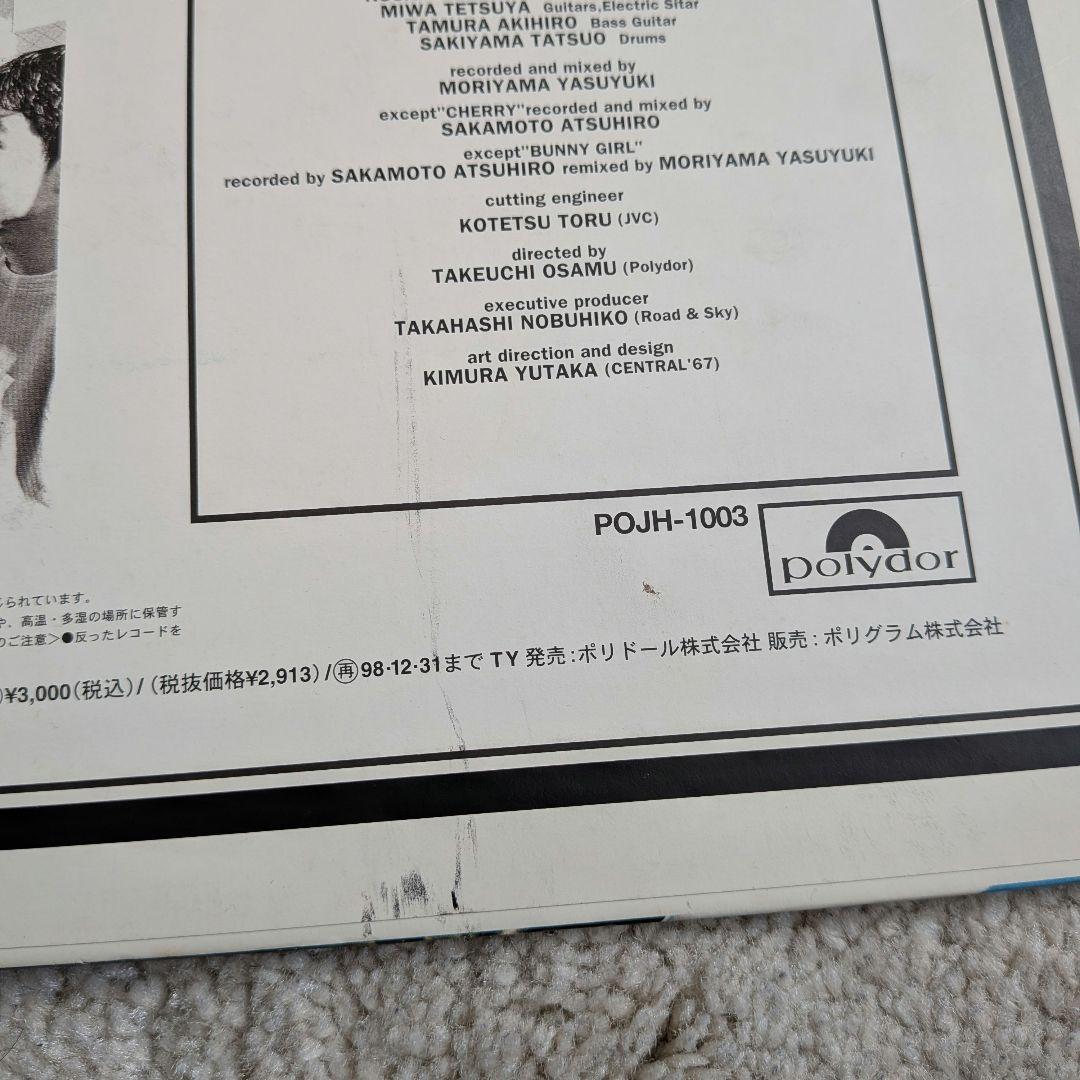 MIWA TETSUYA Guitars,Electric Sitar
TAMURA AKIHIRO Bass Guitar
SAKIYAMA TATSUO Drums
recorded and mixed by
MORIYAMA YASUYUKI
except"CHERRY"recorded and mixed by
SAKAMOTO ATSUHIRO
except"BUNNY GIRL"
recorded by SAKAMOTO ATSUHIRO remixed by MORIYAMA YASUYUKI
cutting engineer
KOTETSU TORU (JVC)
directed by
TAKEUCHI OSAMU (Polydor)
executive producer
TAKAHASHI NOBUHIKO (Road & Sky)
art direction and design
KIMURA YUTAKA (CENTRAL'67)
POJH-1003
polydor
られています。
や、高温・多湿の場所に保管す
のご注意>●反ったレコードを
)¥3,000(税込)/(税抜価格¥2,913)/再98·12·31まで TY 発売:ポリドール株式会社 販売:ポリグラム株式会社